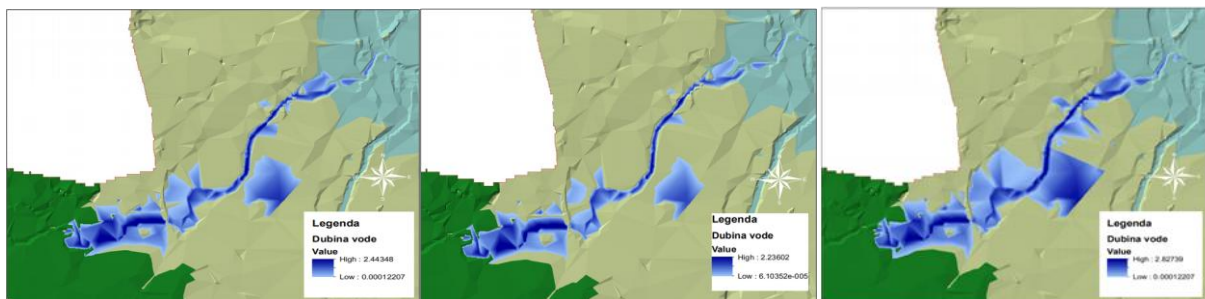 Legenda
Dubina vode
Value
High : 2.44348
Low : 0.00012207
Legenda
Dubina vode
Value
High : 2.23602
Low : 6.10352e-005
Legenda
Dubina vode
Value
High : 2.82739
Low : 0.00012207